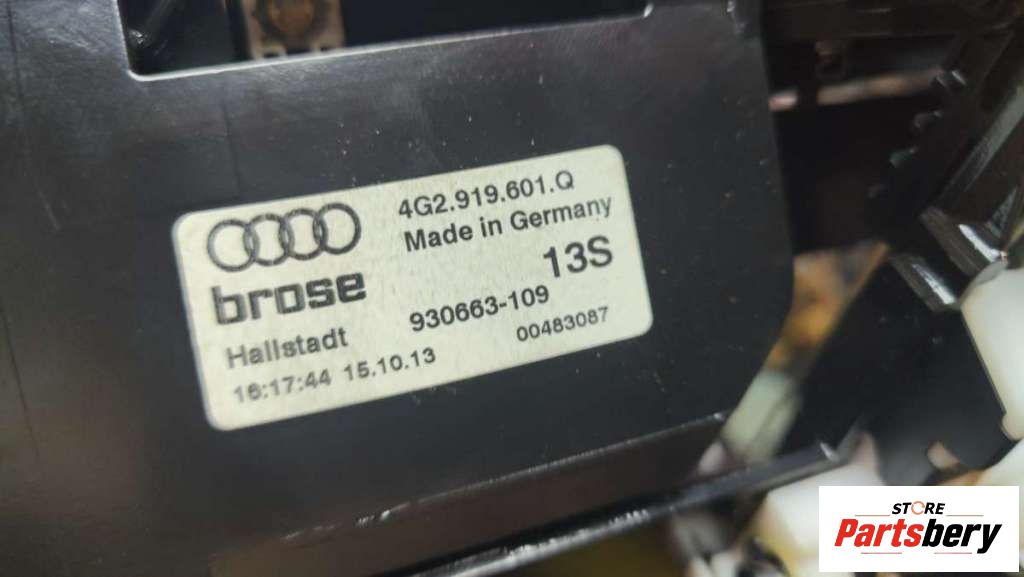 4G2.919.601.Q
Made in Germany
brose
13S
Hallstadt
930663-109
16:17:44 15.10.13
00483087
STORE
Partsbery